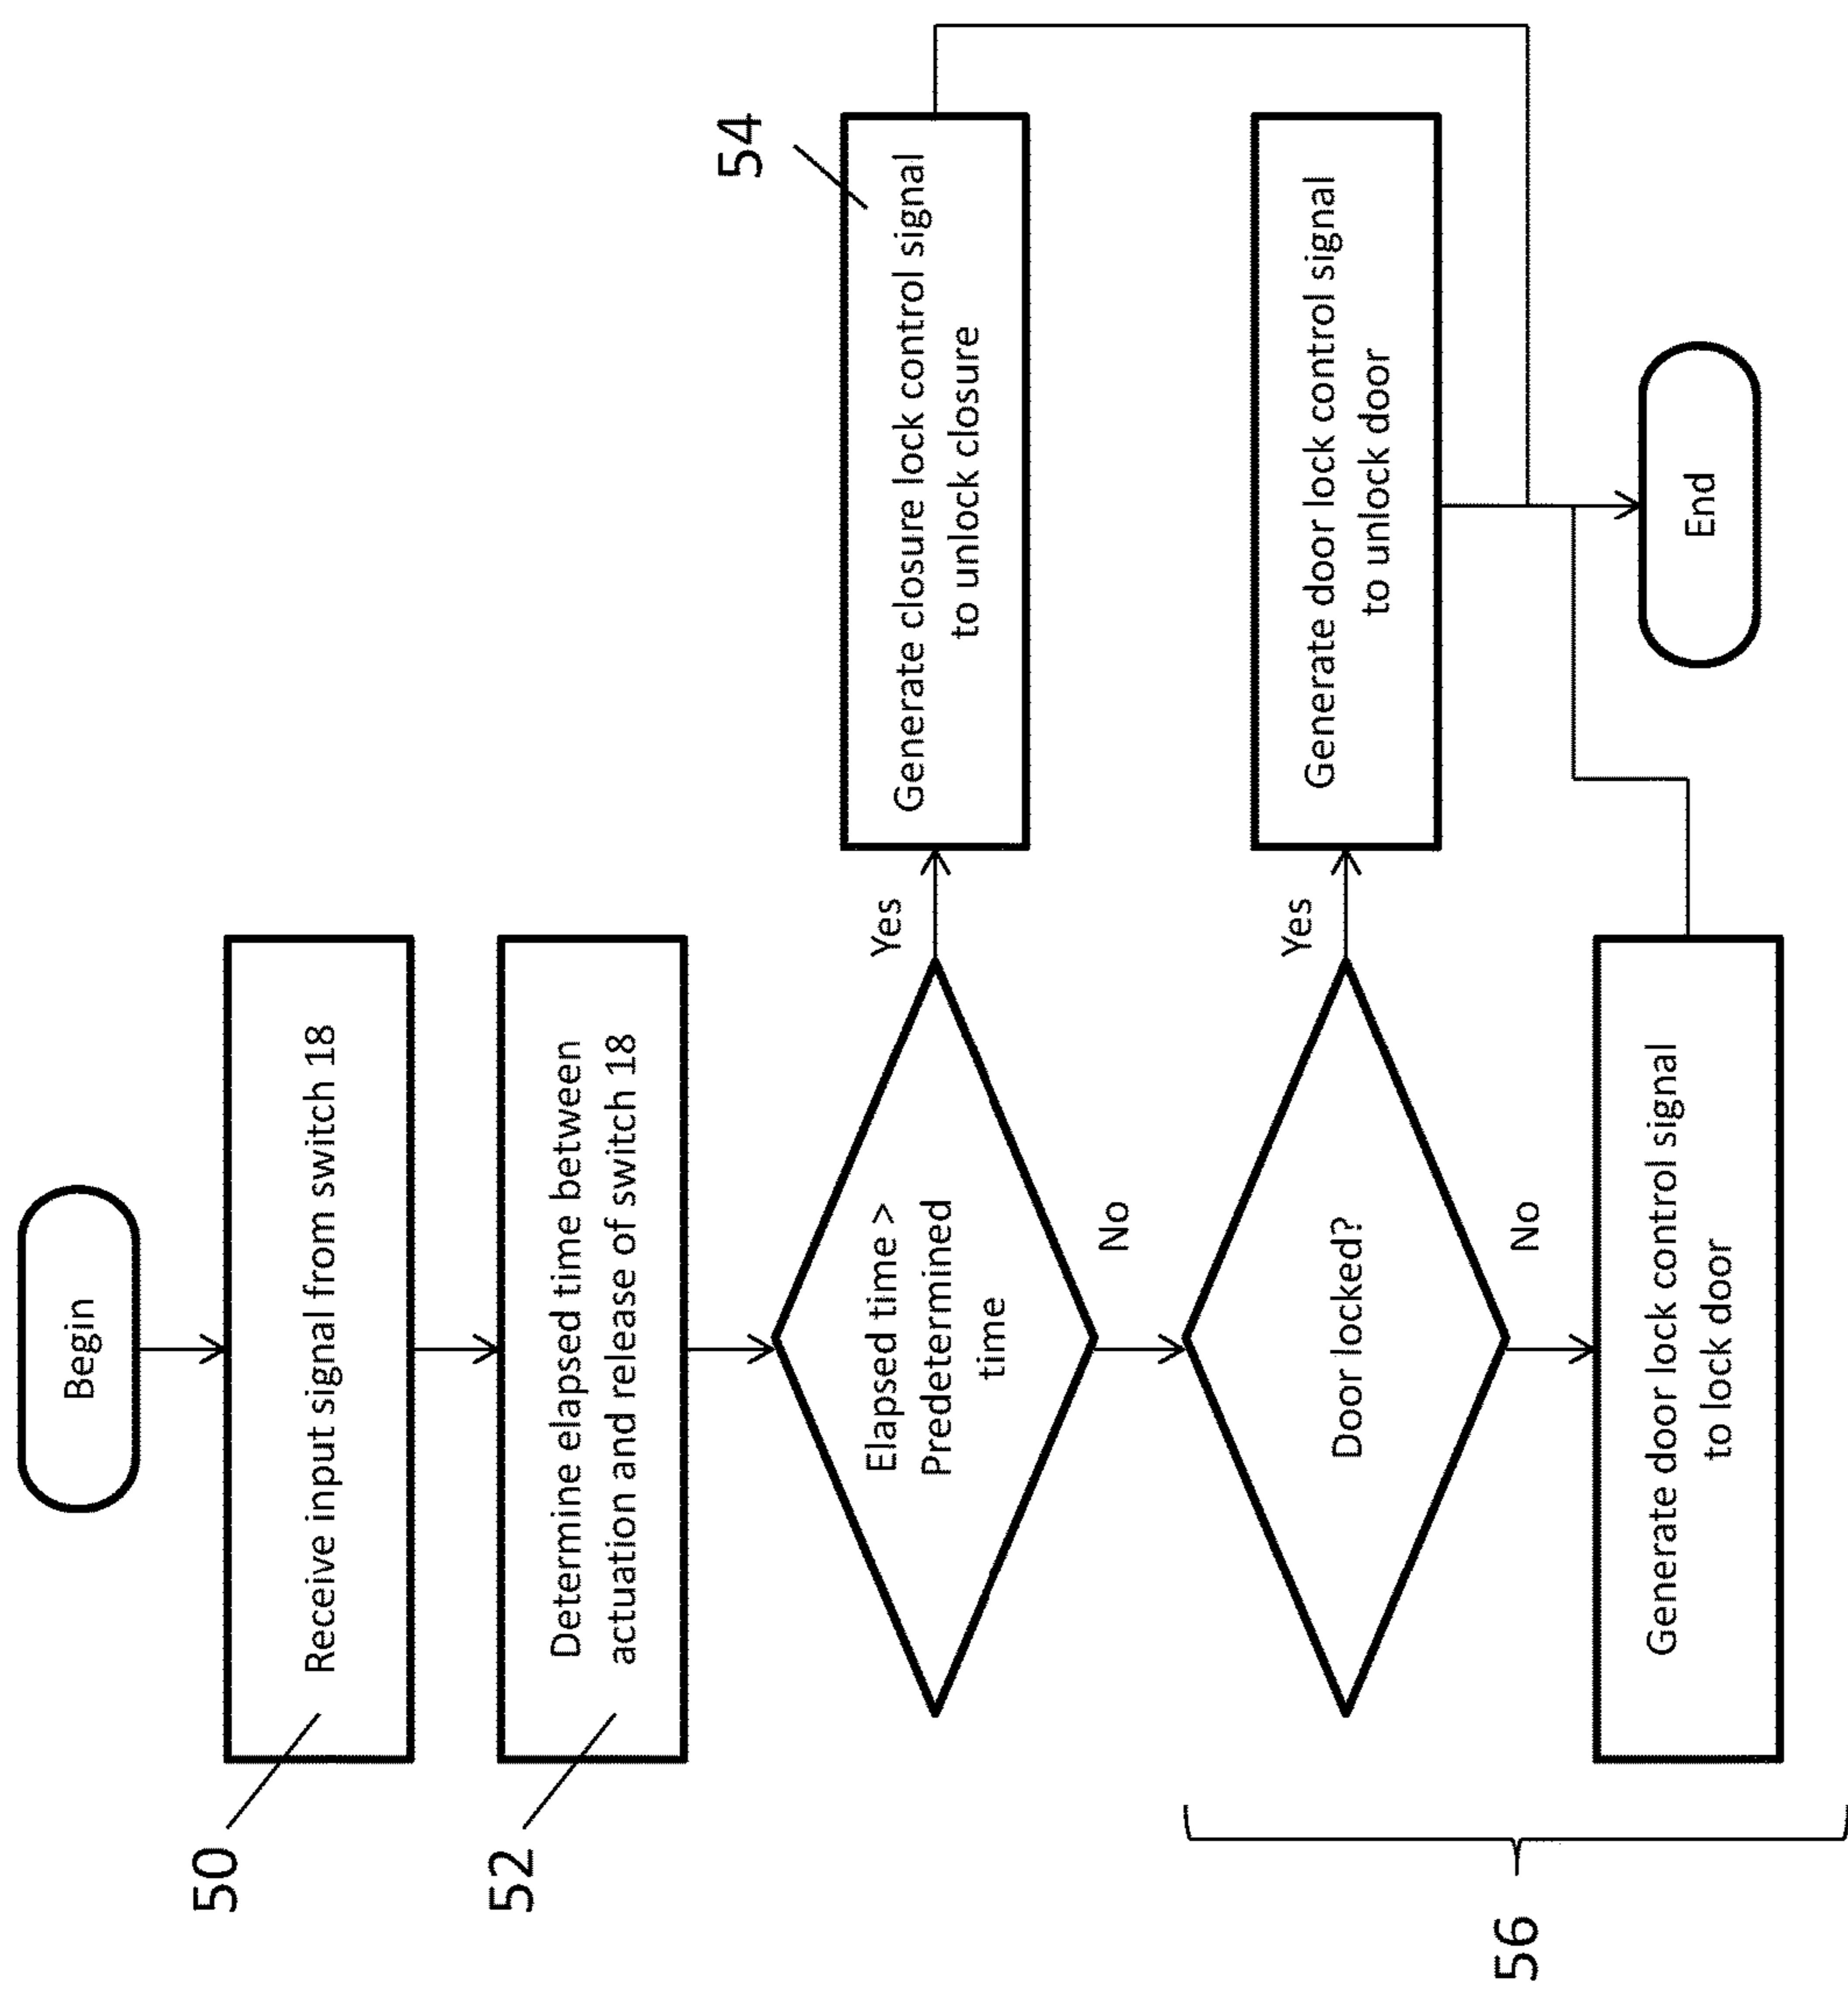 Begin
50
Receive input signal from switch 18
52
Determine elapsed time between
actuation and release of switch 18
Elapsed time >
Predetermined
time
Yes
54
Generate closure lock control signal
to unlock closure
No
56
Door locked?
Yes
Generate door lock control signal
to unlock door
No
Generate door lock control signal
to lock door
End